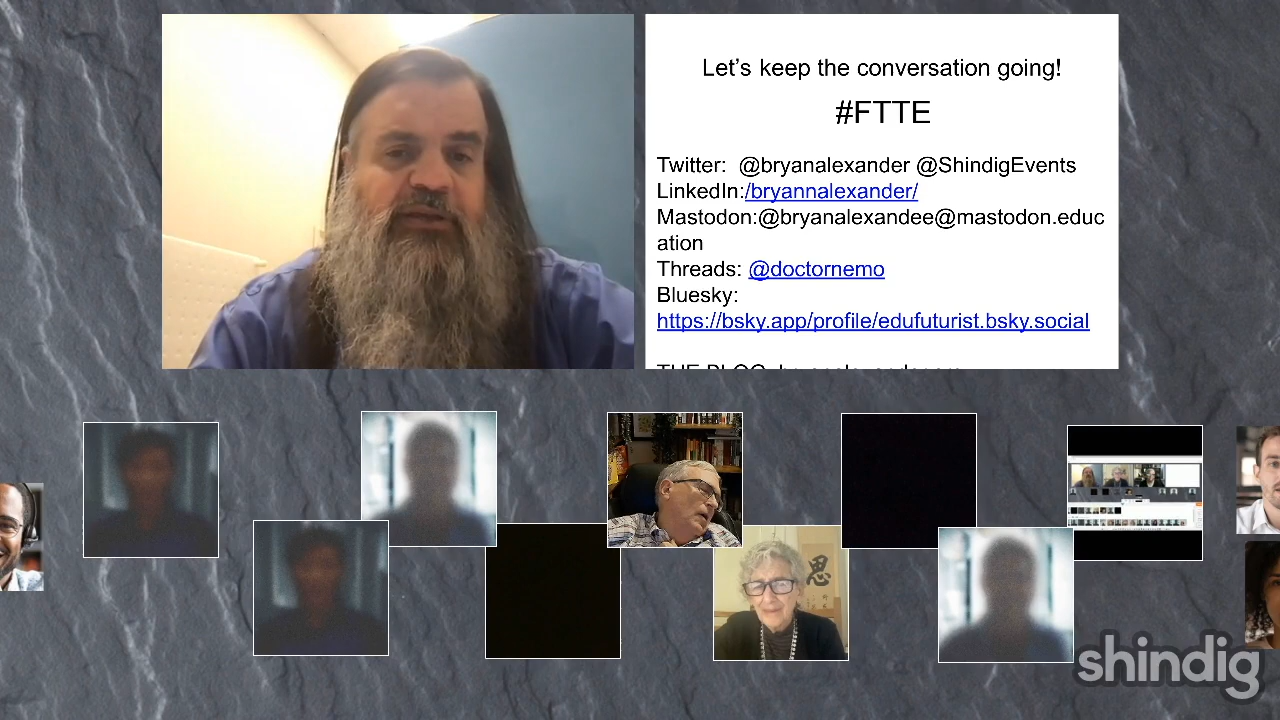 Let's keep the conversation going!
#FTTE
Twitter: @bryanalexander @ShindigEvents
LinkedIn:/bryannalexander/
Mastodon:@bryanalexandee@mastodon.educ
ation
Threads: @doctornemo
Bluesky:
https://bsky.app/profile/edufuturist.bsky.social
思
shindig